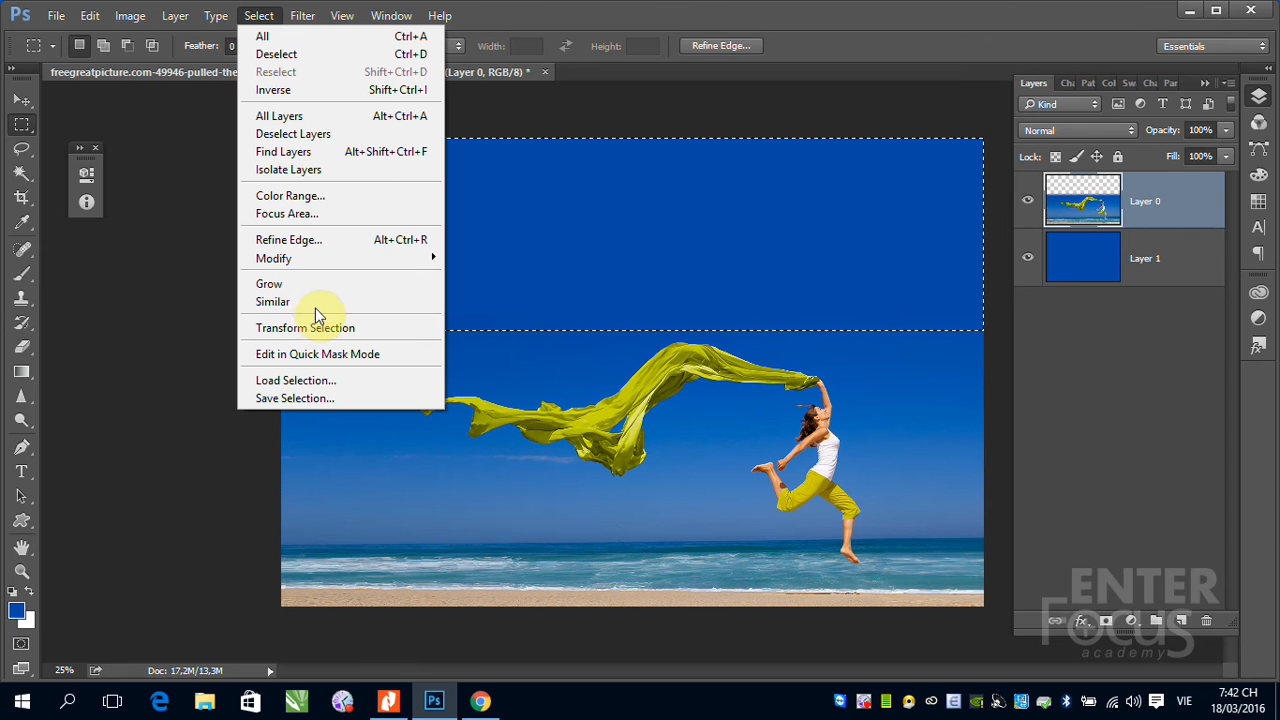 Ps File Edit Image Layer Type Select Filter View Window Help
Feather: 0 Width: Height: Refine Edge... Essentials
freegreatpicture.com-49946-pulled-the (Layer 0, RGB/8) *
All Ctrl+A
Deselect Ctrl+D
Reselect Shift+Ctrl+D
Inverse Shift+Ctrl+I
All Layers Alt+Ctrl+A
Deselect Layers
Find Layers Alt+Shift+Ctrl+F
Isolate Layers
Color Range...
Focus Area...
Refine Edge... Alt+Ctrl+R
Modify
Grow
Similar
Transform Selection
Edit in Quick Mask Mode
Load Selection...
Save Selection...
Layers Cha Pat Col Sw Cha Par
Kind
Normal Opacity: 100%
Lock: Fill: 100%
Layer 0
Layer 1
ENTER
FOCUS
academy
25% Doc: 17,2M/13,3M
VIE
7:42 CH
18/03/2016